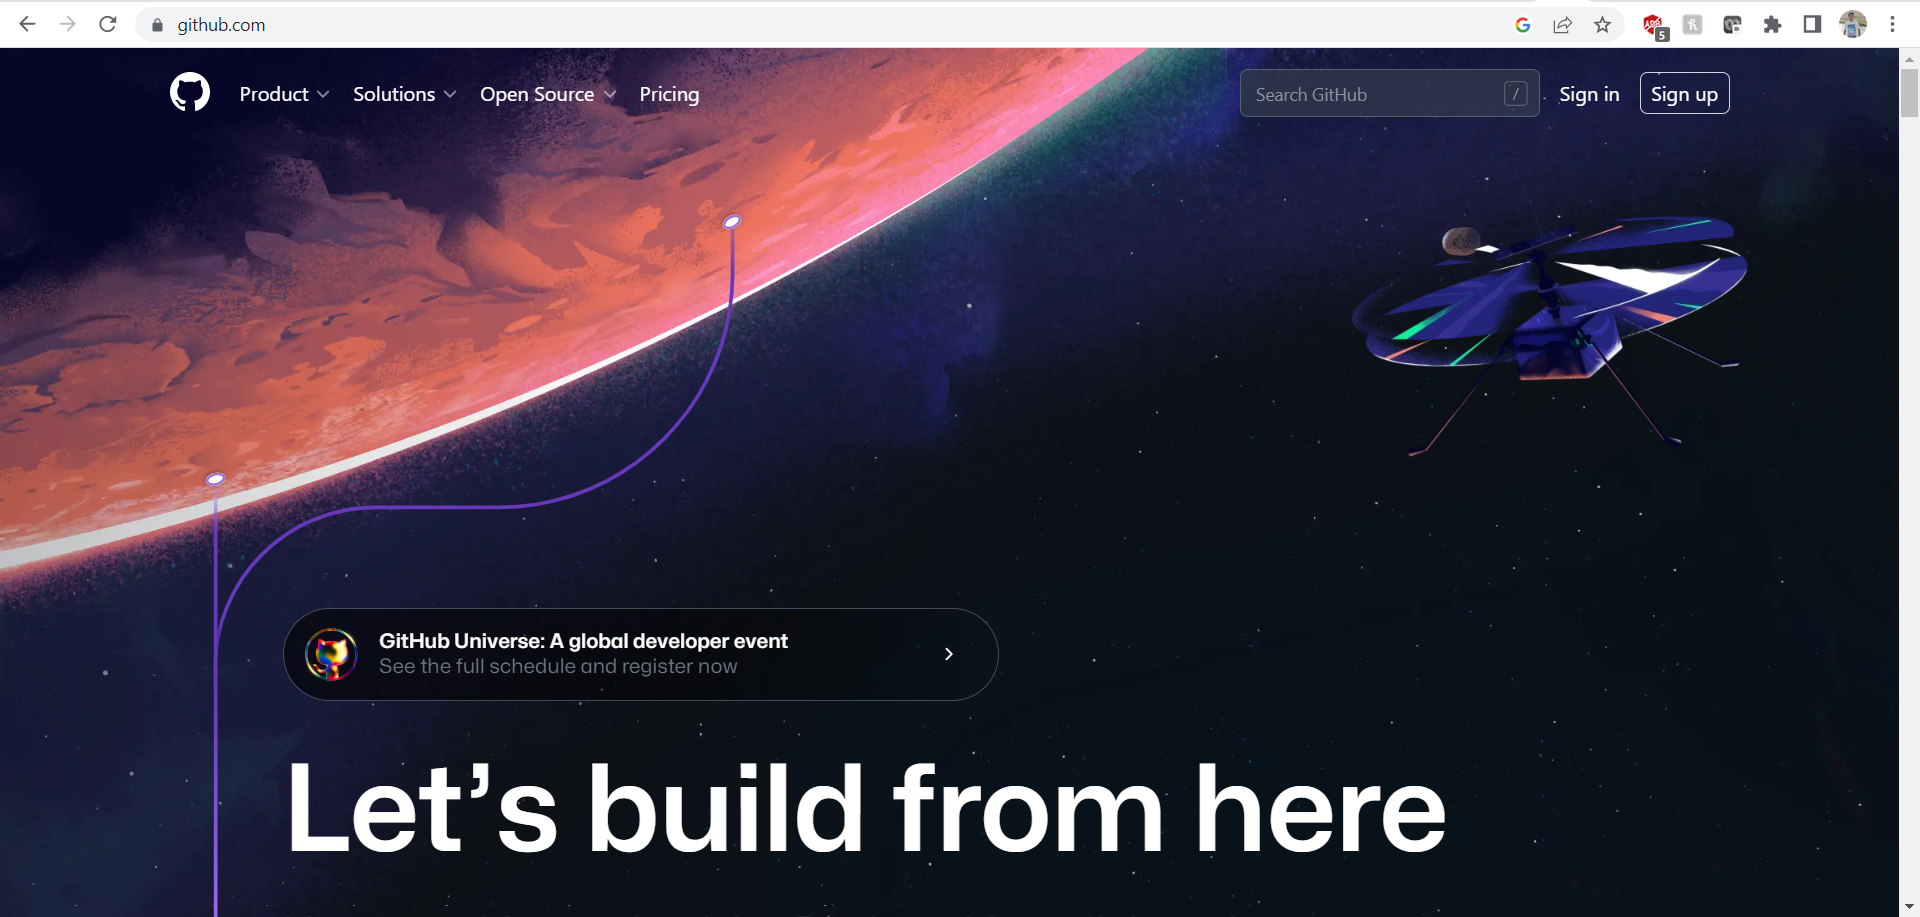 github.com
5
Product Solutions Open Source Pricing Search GitHub / Sign in Sign up
GitHub Universe: A global developer event
See the full schedule and register now
Let’s build from here